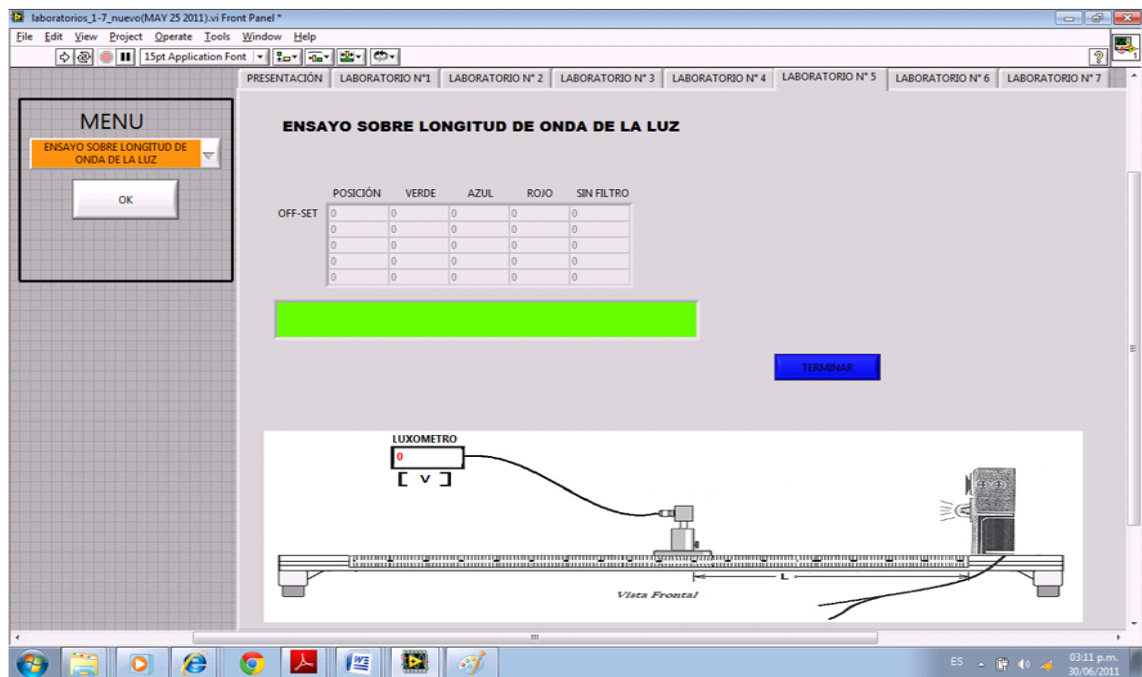 laboratorios_1-7_nuevo(MAY 25 2011).vi Front Panel *
File Edit View Project Operate Tools Window Help
15pt Application Font
PRESENTACIÓN LABORATORIO N°1 LABORATORIO N° 2 LABORATORIO N° 3 LABORATORIO N° 4 LABORATORIO N° 5 LABORATORIO N° 6 LABORATORIO N° 7
MENU
ENSAYO SOBRE LONGITUD DE
ONDA DE LA LUZ
OK
ENSAYO SOBRE LONGITUD DE ONDA DE LA LUZ
POSICIÓN VERDE AZUL ROJO SIN FILTRO
OFF-SET 0 0 0 0 0
0 0 0 0 0
0 0 0 0 0
0 0 0 0 0
0 0 0 0 0
TERMINAR
LUXOMETRO
0
[ V ]
L
Vista Frontal
ES 03:11 p.m.
30/06/2011